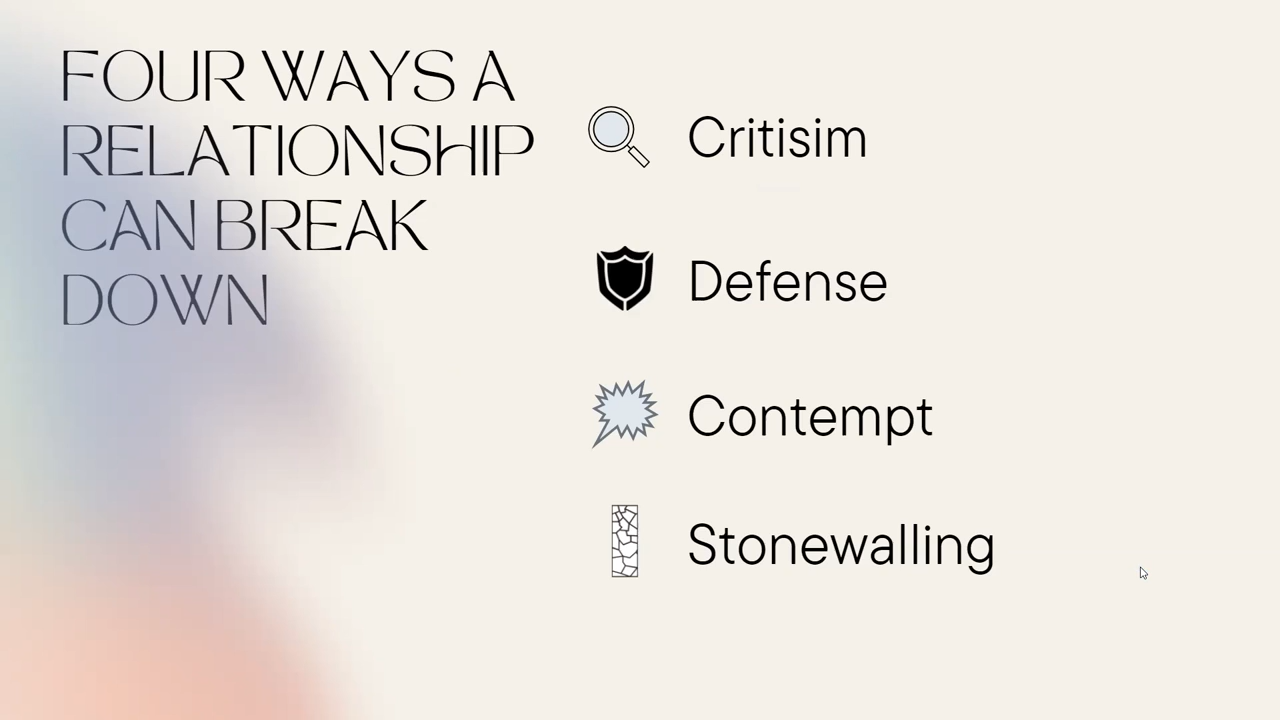 FOUR WAYS A
RELATIONSHIP
CAN BREAK
DOWN
Critisim
Defense
Contempt
Stonewalling